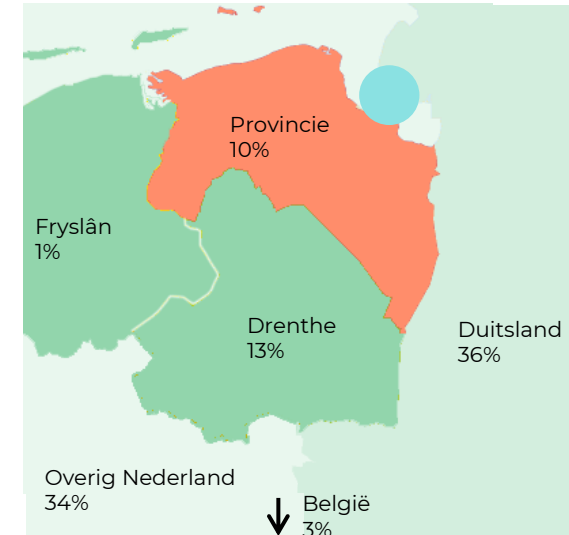 Provincie
10%
Fryslân
1%
Drenthe
13%
Duitsland
36%
Overig Nederland
34%
België
3%